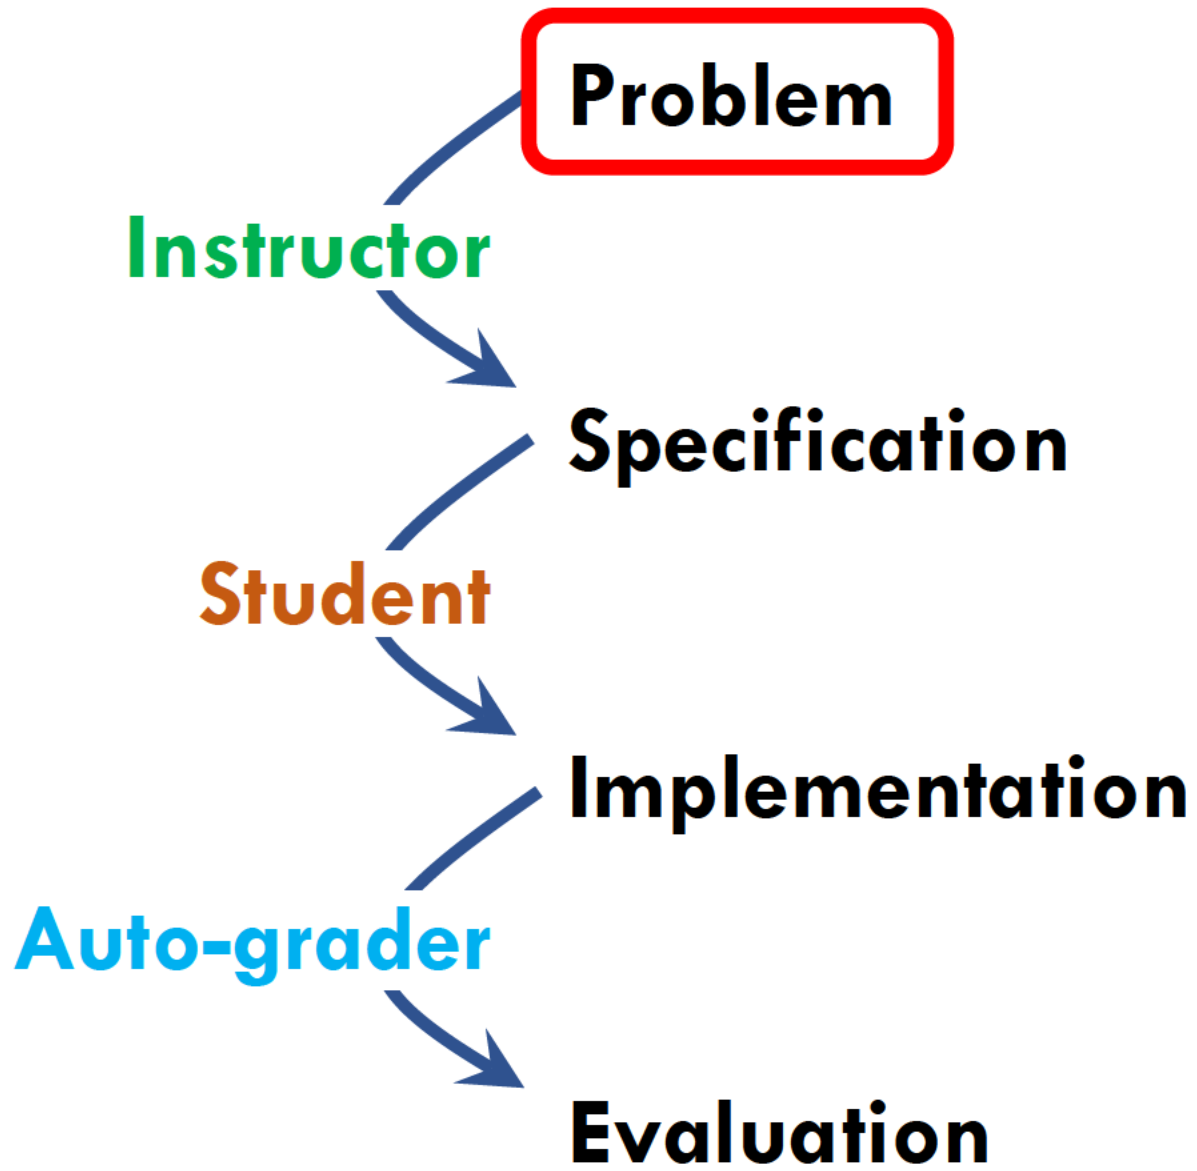 Problem
Instructor
Specification
Student
Implementation
Auto-grader
Evaluation